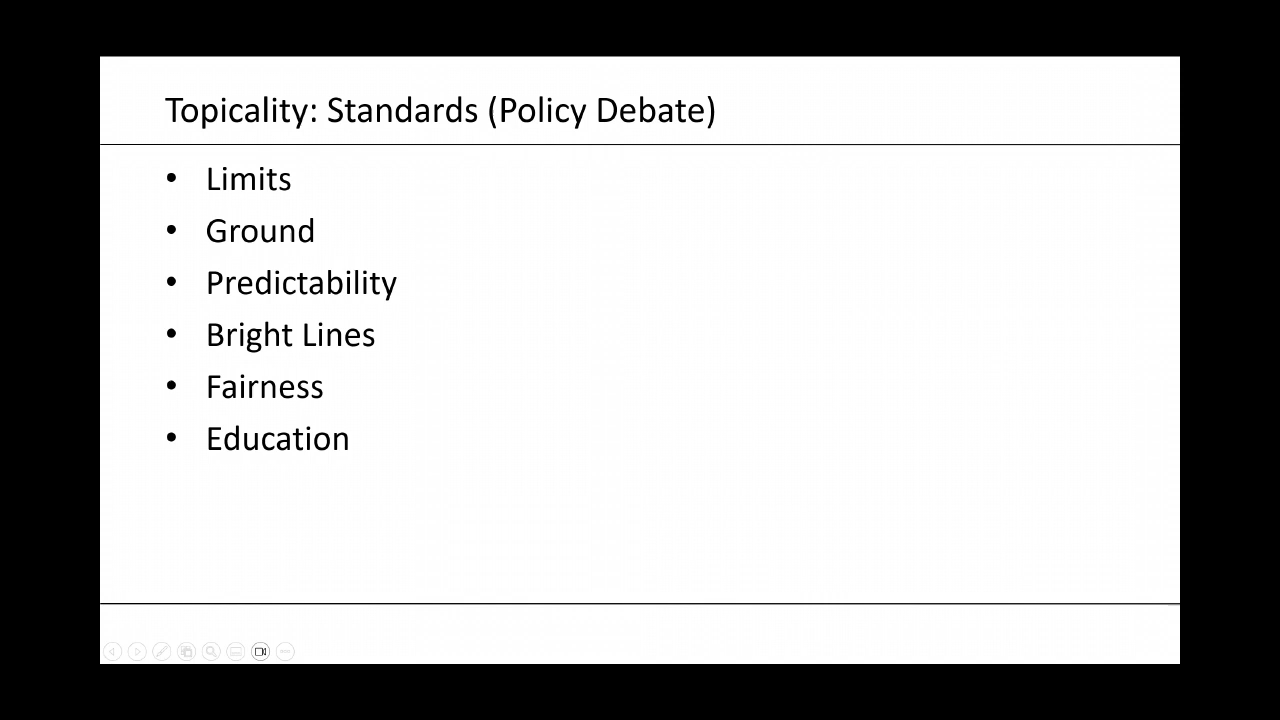 Topicality: Standards (Policy Debate)
• Limits
• Ground
• Predictability
• Bright Lines
• Fairness
• Education